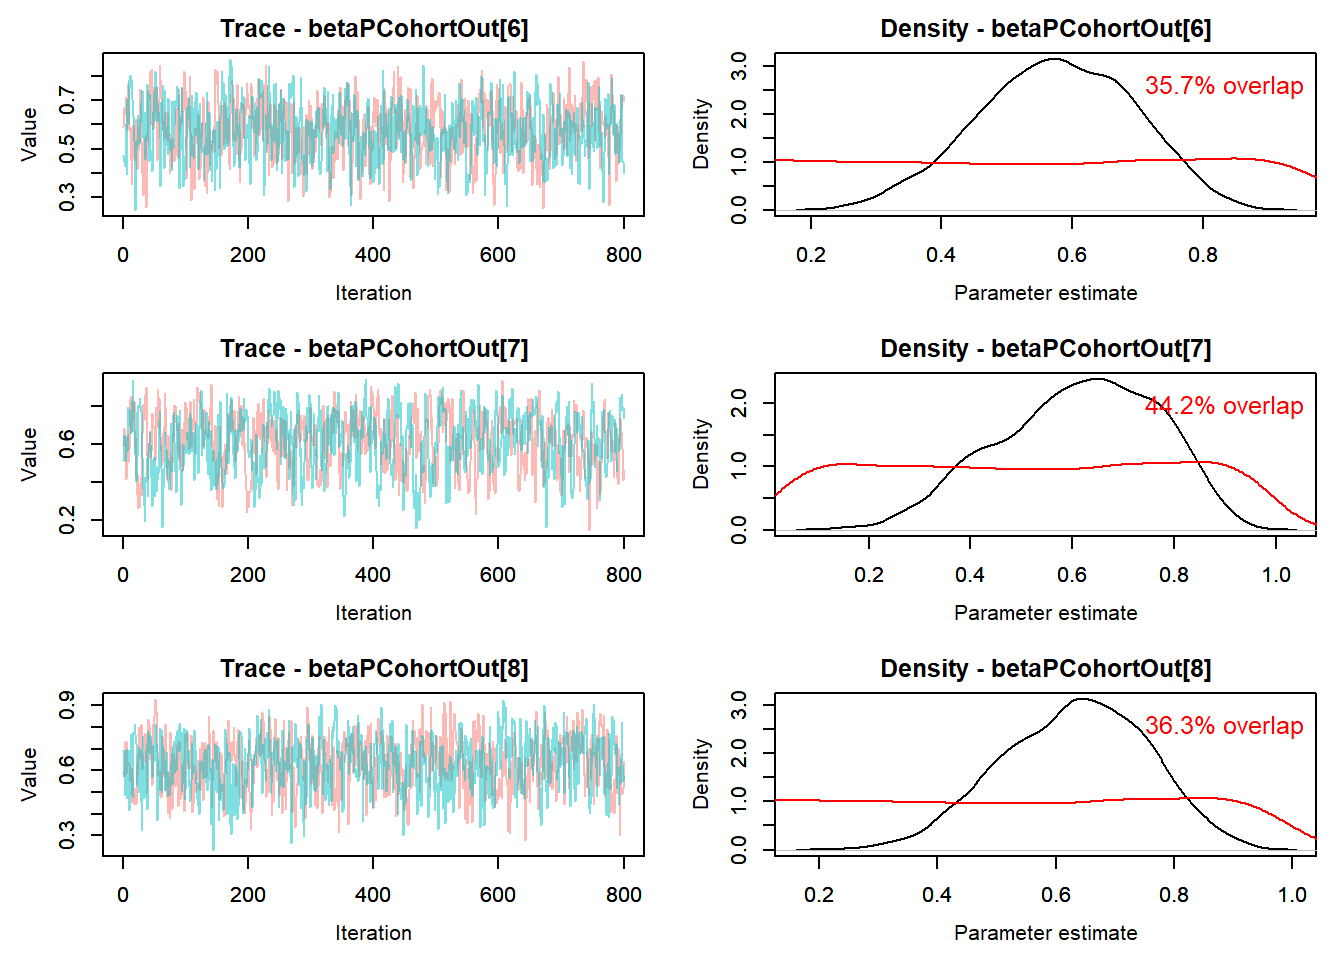 Trace - betaPCohortOut[6]
Value
0.3 0.5 0.7
0 200 400 600 800
Iteration
Density - betaPCohortOut[6]
Density
0.0 1.0 2.0 3.0
35.7% overlap
0.2 0.4 0.6 0.8
Parameter estimate
Trace - betaPCohortOut[7]
Value
0.2 0.6
0 200 400 600 800
Iteration
Density - betaPCohortOut[7]
Density
0.0 1.0 2.0
44.2% overlap
0.2 0.4 0.6 0.8 1.0
Parameter estimate
Trace - betaPCohortOut[8]
Value
0.3 0.6 0.9
0 200 400 600 800
Iteration
Density - betaPCohortOut[8]
Density
0.0 1.0 2.0 3.0
36.3% overlap
0.2 0.4 0.6 0.8 1.0
Parameter estimate